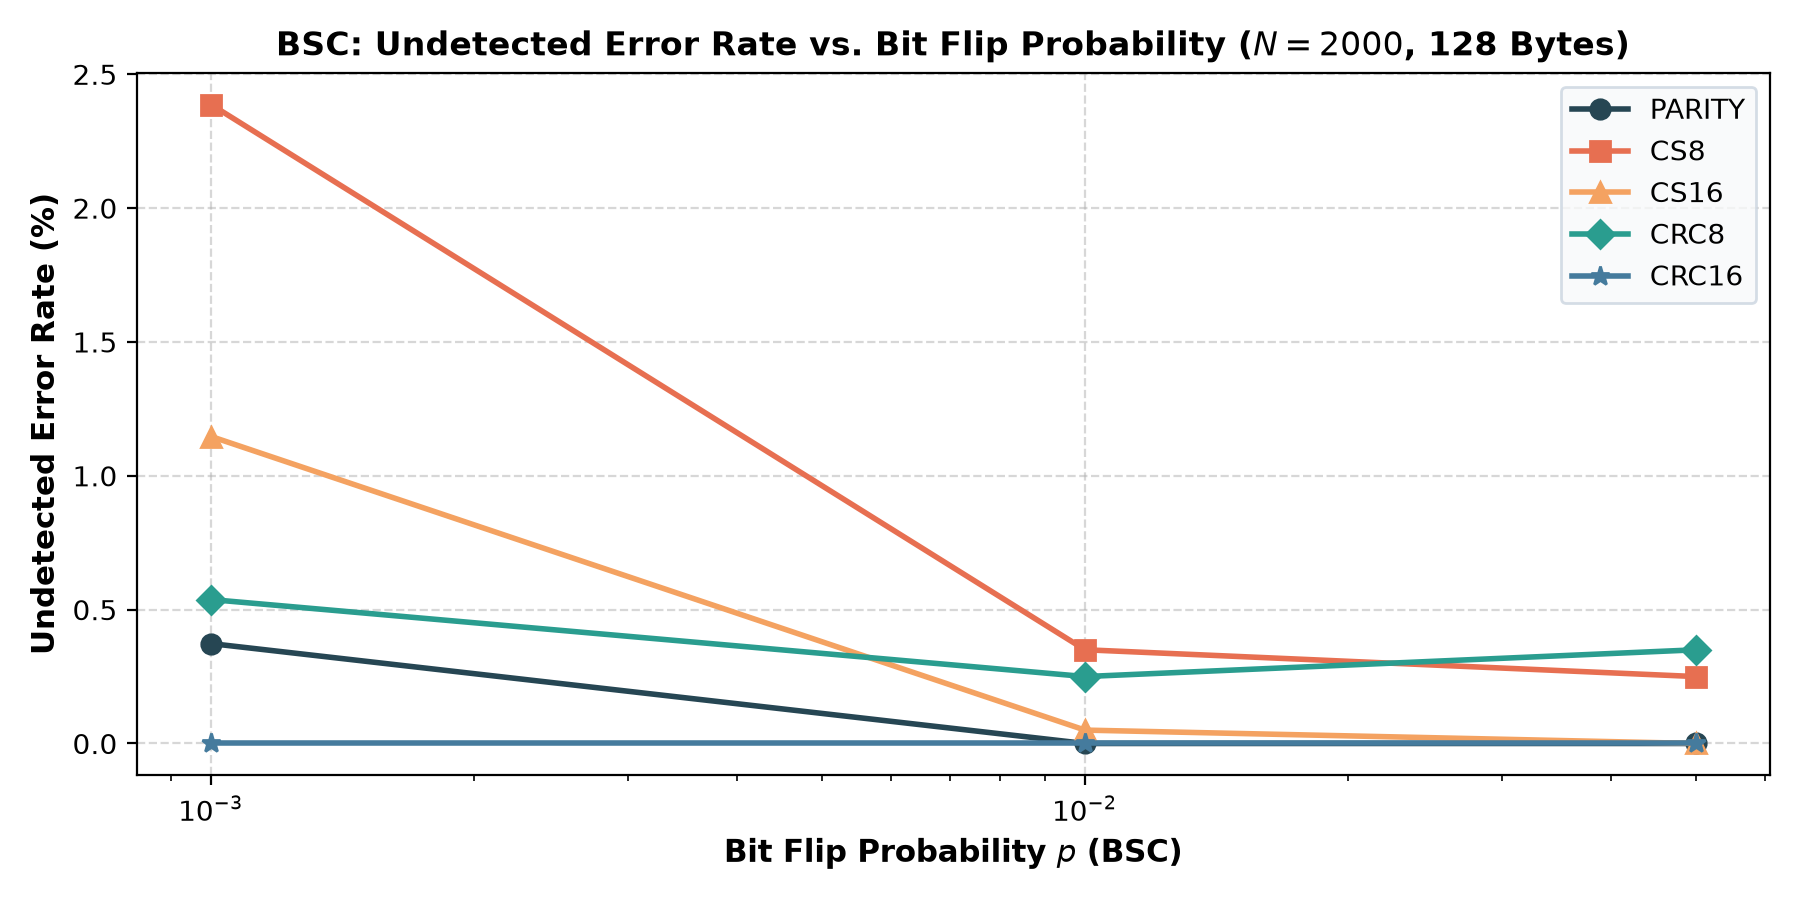 BSC: Undetected Error Rate vs. Bit Flip Probability (N = 2000, 128 Bytes)
2.5
2.0
1.5
1.0
0.5
0.0
Undetected Error Rate (%)
PARITY
CS8
CS16
CRC8
CRC16
10⁻³
10⁻²
Bit Flip Probability p (BSC)